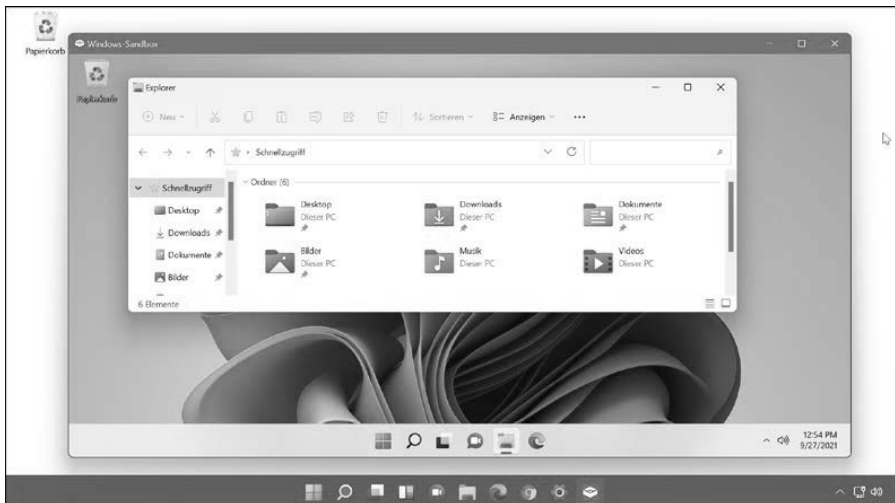 Papierkorb
Windows-Sandbox
Papierkorb
Explorer
Neu
Sortieren
Anzeigen
Schnellzugriff
Schnellzugriff
Desktop
Downloads
Dokumente
Bilder
Ordner (6)
Desktop
Dieser PC
Downloads
Dieser PC
Dokumente
Dieser PC
Bilder
Dieser PC
Musik
Dieser PC
Videos
Dieser PC
6 Elemente
12:54 PM
9/27/2021